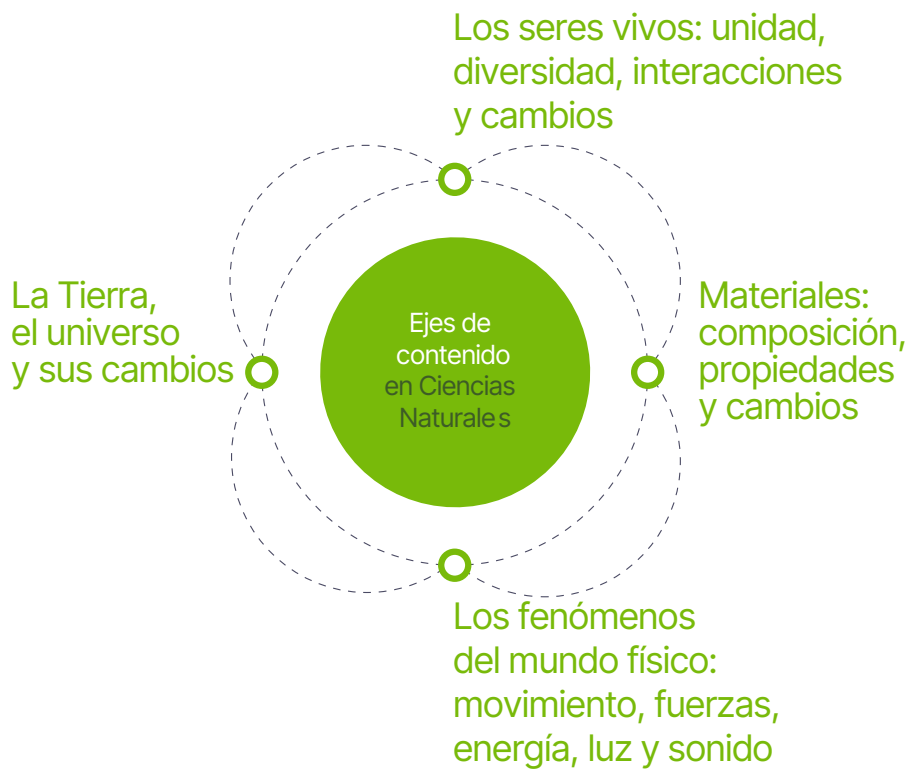 Los seres vivos: unidad,
diversidad, interacciones
y cambios
La Tierra,
el universo
y sus cambios
Ejes de
contenido
en Ciencias
Naturales
Materiales:
composición,
propiedades
y cambios
Los fenómenos
del mundo físico:
movimiento, fuerzas,
energía, luz y sonido